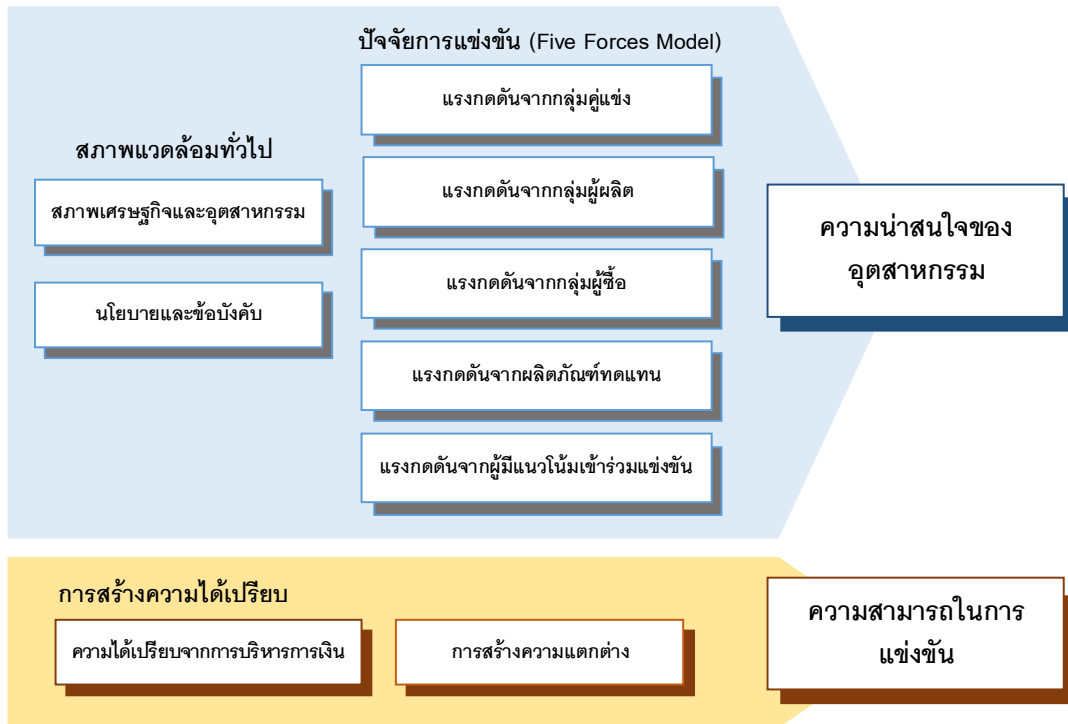 ปัจจัยการแข่งขัน (Five Forces Model)
แรงกดดันจากกลุ่มคู่แข่ง
สภาพแวดล้อมทั่วไป
สภาพเศรษฐกิจและอุตสาหกรรม
นโยบายและข้อบังคับ
แรงกดดันจากกลุ่มผู้ผลิต
แรงกดดันจากกลุ่มผู้ซื้อ
แรงกดดันจากผลิตภัณฑ์ทดแทน
แรงกดดันจากผู้มีแนวโน้มเข้าร่วมแข่งขัน
ความน่าสนใจของ
อุตสาหกรรม
การสร้างความได้เปรียบ
ความได้เปรียบจากการบริหารการเงิน
การสร้างความแตกต่าง
ความสามารถในการ
แข่งขัน